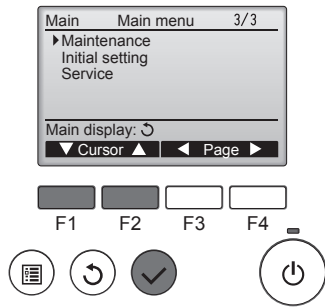 Main Main menu 3/3
▶Maintenance
Initial setting
Service
Main display: ↺
▼ Cursor ▲ ◀ Page ▶
F1 F2 F3 F4